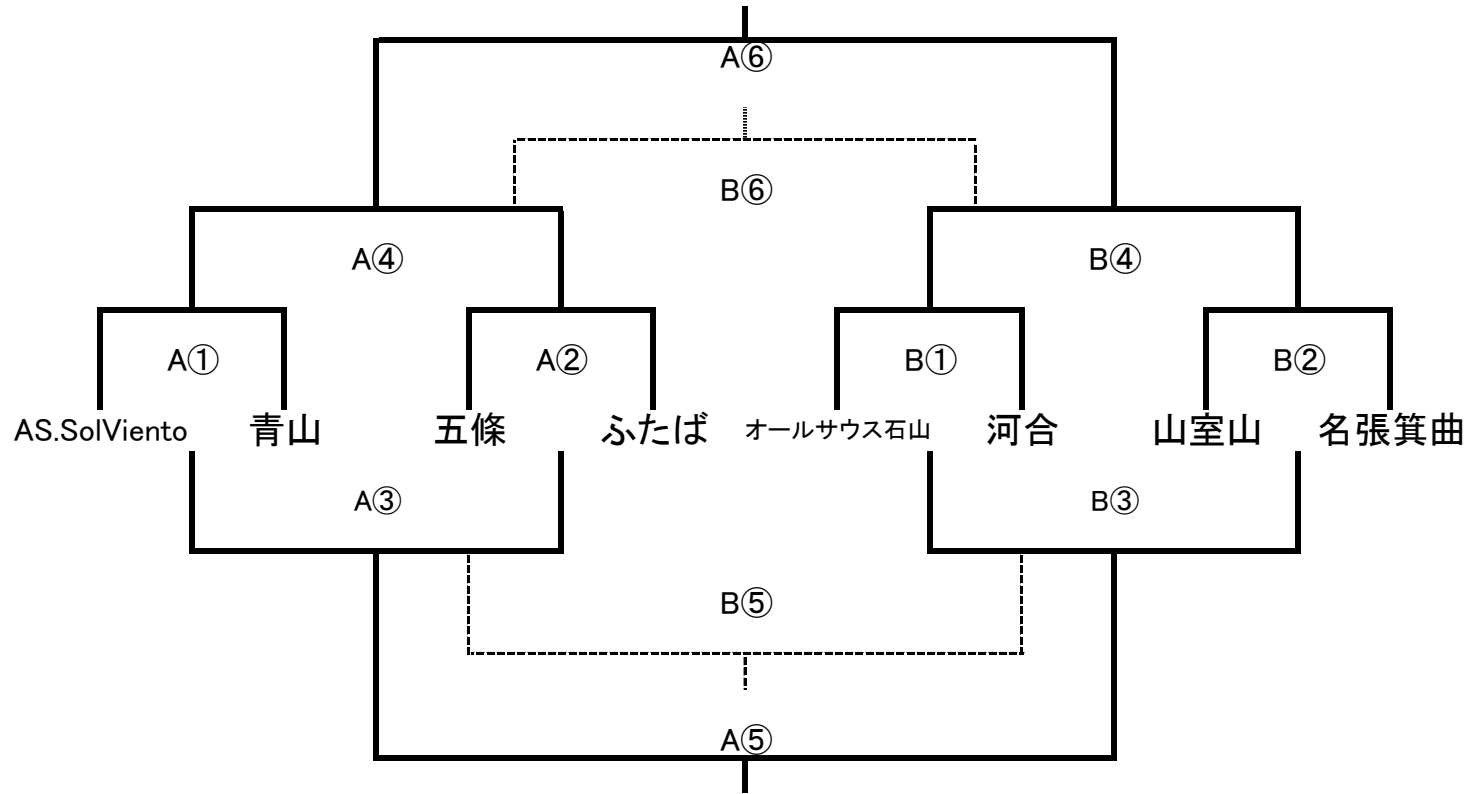 A⑥
B⑥
A④
B④
A①
A②
B①
B②
AS.SolViento
青山
五條
ふたば
オールサウス石山
河合
山室山
名張箕曲
A③
B③
B⑤
A⑤